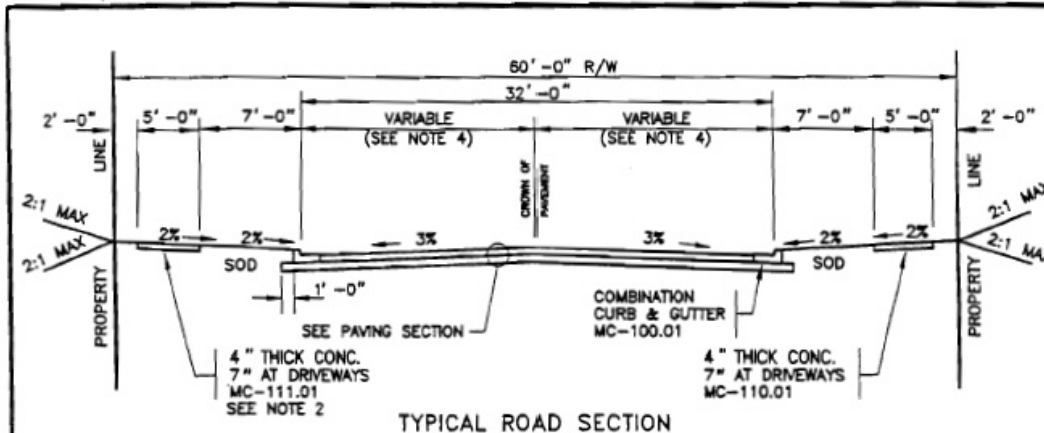 60'-0" R/W
32'-0"
2'-0"
5'-0"
7'-0"
VARIABLE
(SEE NOTE 4)
VARIABLE
(SEE NOTE 4)
7'-0"
5'-0"
2'-0"
LINE
PROPERTY
CROWN OF
PAVEMENT
LINE
PROPERTY
2:1 MAX
2:1 MAX
2%
2%
3%
3%
2%
2%
2:1 MAX
2:1 MAX
SOD
SOD
1'-0"
SEE PAVING SECTION
COMBINATION
CURB & GUTTER
MC-100.01
4" THICK CONC.
7" AT DRIVEWAYS
MC-111.01
SEE NOTE 2
4" THICK CONC.
7" AT DRIVEWAYS
MC-110.01
TYPICAL ROAD SECTION